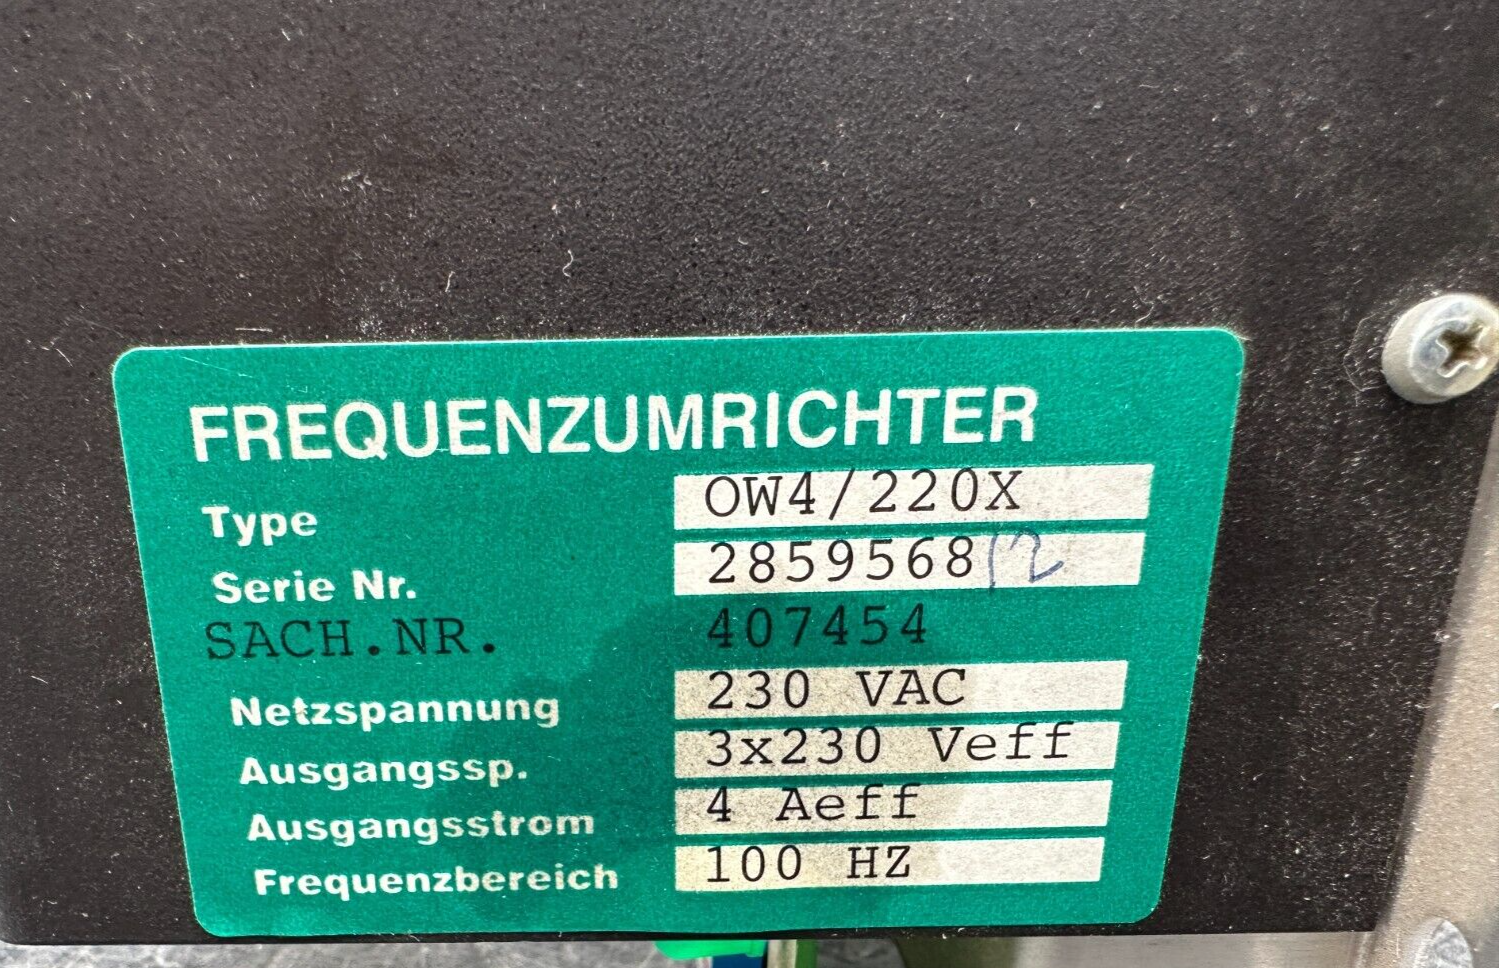 FREQUENZUMRICHTER
Type OW4/220X
Serie Nr. 2859568 12
SACH.NR. 407454
Netzspannung 230 VAC
Ausgangssp. 3x230 Veff
Ausgangsstrom 4 Aeff
Frequenzbereich 100 HZ